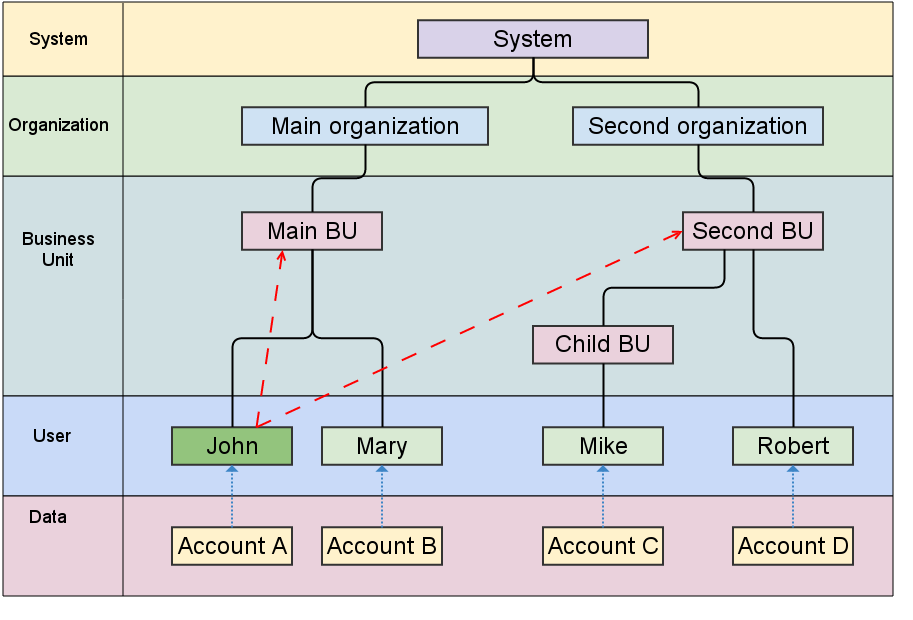 System
System
Organization
Main organization
Second organization
Business
Unit
Main BU
Second BU
Child BU
User
John
Mary
Mike
Robert
Data
Account A
Account B
Account C
Account D